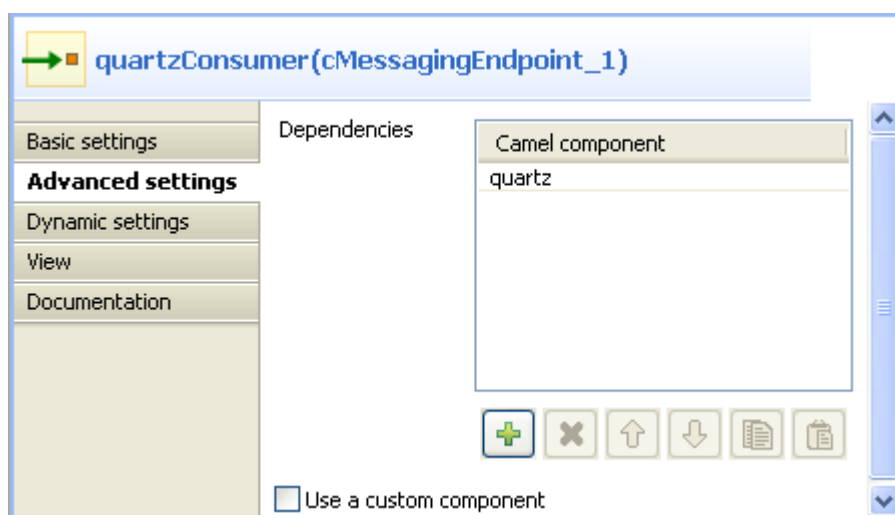 quartzConsumer(cMessagingEndpoint_1)
Basic settings
Advanced settings
Dynamic settings
View
Documentation
Dependencies
Camel component
quartz
Use a custom component